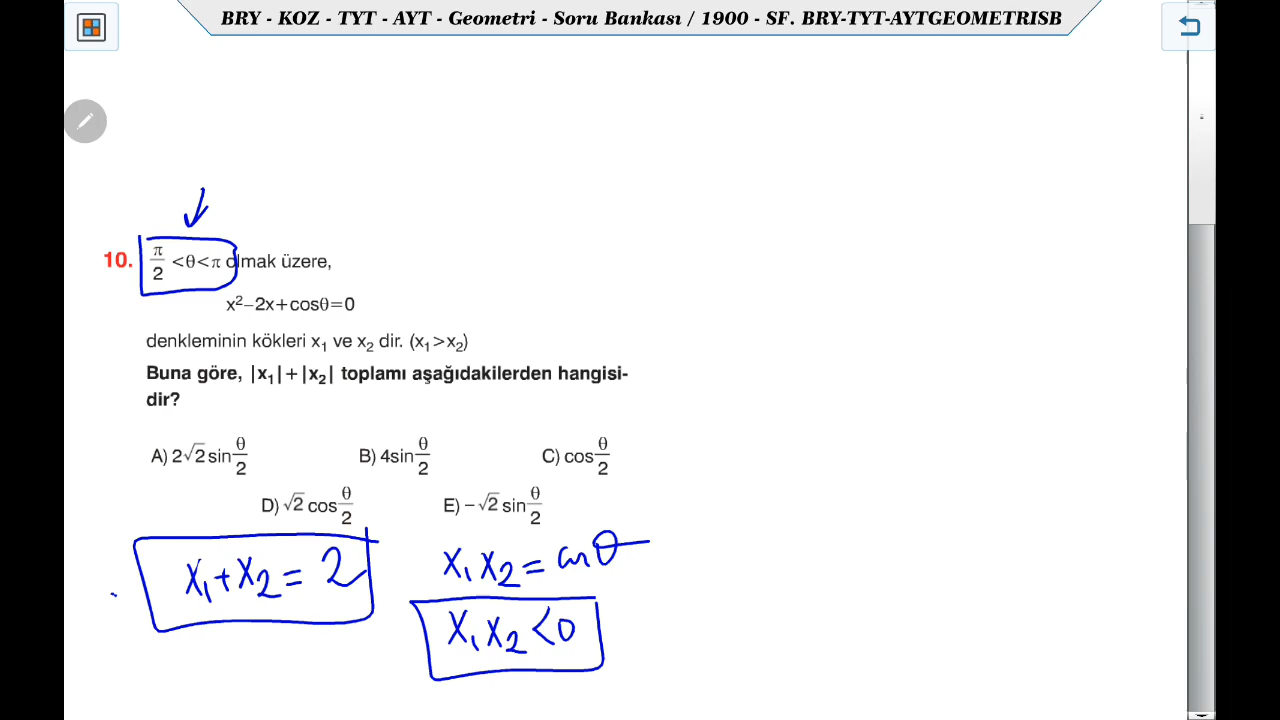 BRY - KOZ - TYT - AYT - Geometri - Soru Bankası / 1900 - SF. BRY-TYT-AYTGEOMETRISB
10. π/2 <θ<π olmak üzere,
x²–2x+cosθ=0
denkleminin kökleri x₁ ve x₂ dir. (x₁>x₂)
Buna göre, |x₁|+|x₂| toplamı aşağıdakilerden hangisi-
dir?
A) 2√2 sin θ/2 B) 4sin θ/2 C) cos θ/2
D) √2 cos θ/2 E) –√2 sin θ/2
x₁+x₂ = 2 x₁x₂ = cosθ
x₁x₂ <0